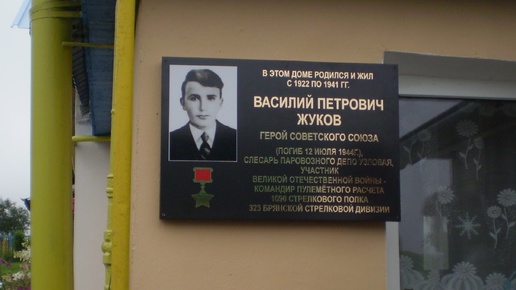 В ЭТОМ ДОМЕ РОДИЛСЯ И ЖИЛ
С 1922 ПО 1941 ГГ.
ВАСИЛИЙ ПЕТРОВИЧ
ЖУКОВ
ГЕРОЙ СОВЕТСКОГО СОЮЗА
(ПОГИБ 12 ИЮЛЯ 1944Г.),
СЛЕСАРЬ ПАРОВОЗНОГО ДЕПО УЗЛОВАЯ,
УЧАСТНИК
ВЕЛИКОЙ ОТЕЧЕСТВЕННОЙ ВОЙНЫ -
КОМАНДИР ПУЛЕМЁТНОГО РАСЧЕТА
1096 СТРЕЛКОВОГО ПОЛКА
323 БРЯНСКОЙ СТРЕЛКОВОЙ ДИВИЗИИ